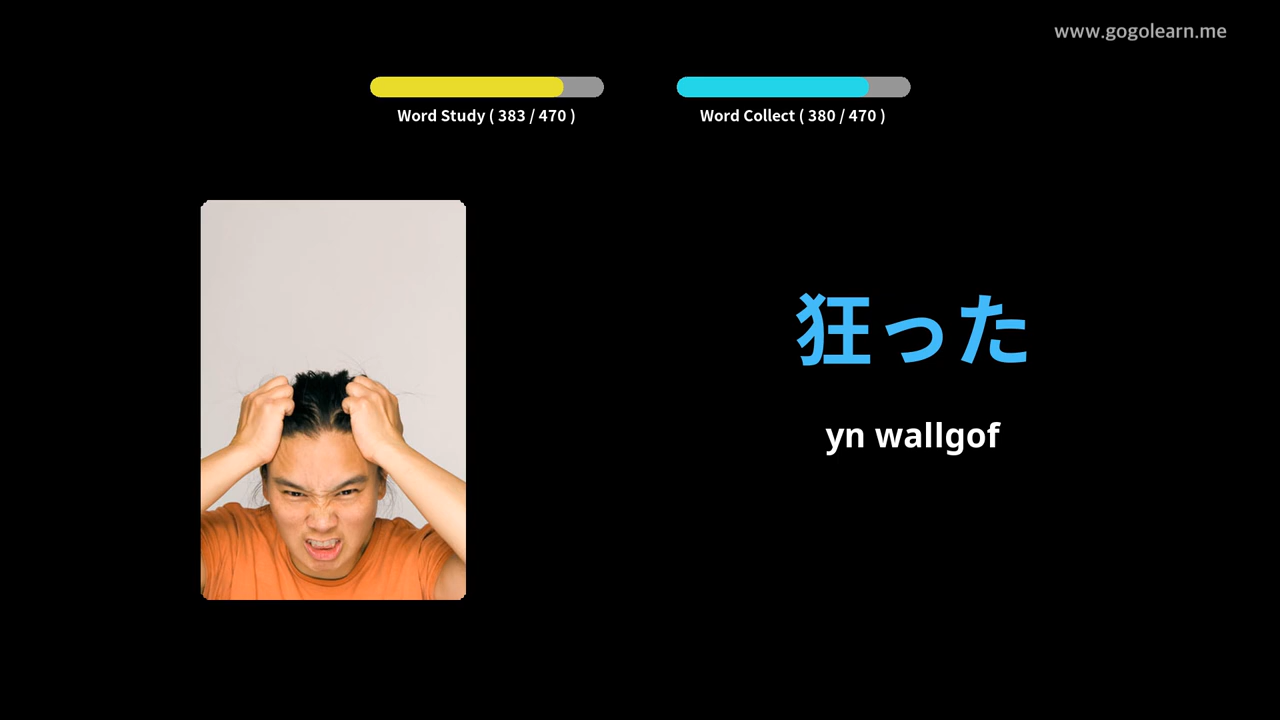 www.gogolearn.me
Word Study ( 383 / 470 )
Word Collect ( 380 / 470 )
狂った
yn wallgof